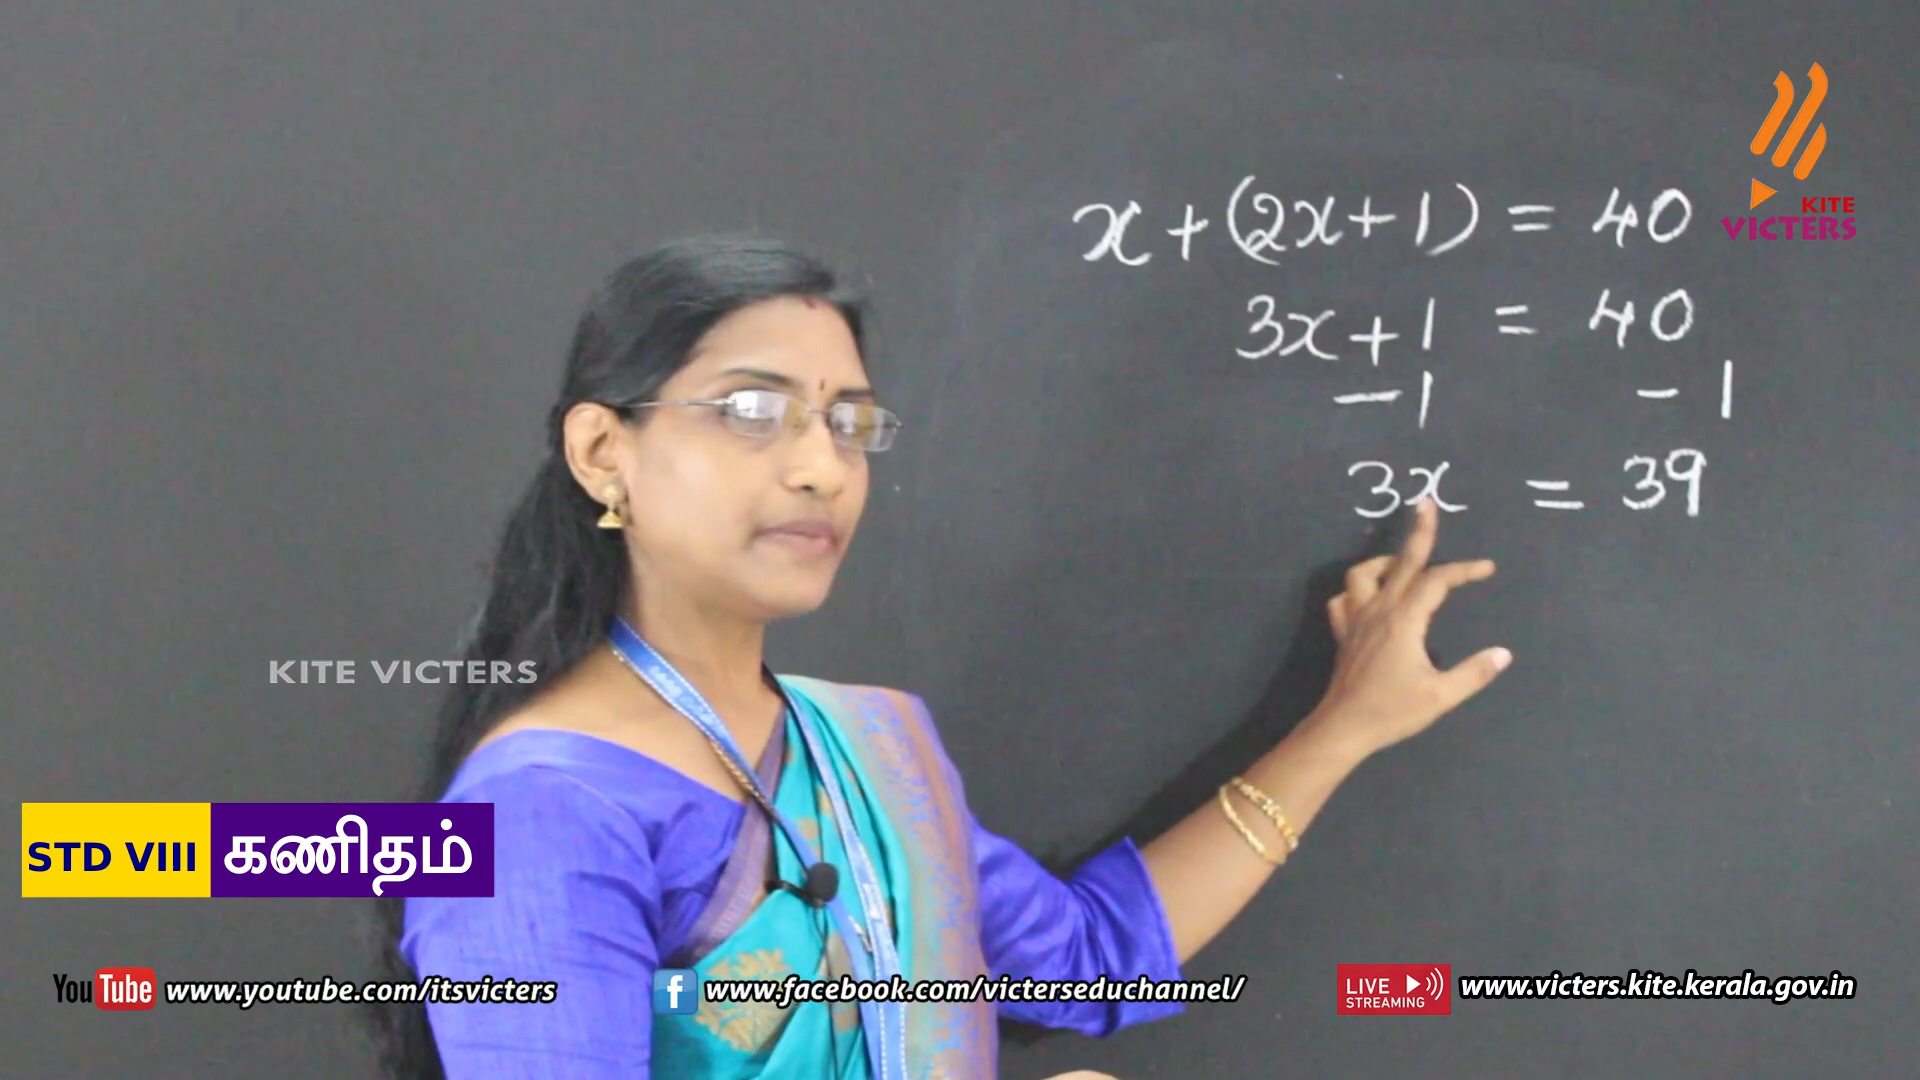 x + (2x + 1) = 40
3x + 1 = 40
- 1 - 1
3x = 39
KITE
VICTERS
KITE VICTERS
STD VIII கணிதம்
YouTube www.youtube.com/itsvicters
f www.facebook.com/victerseduchannel/
LIVE STREAMING www.victers.kite.kerala.gov.in